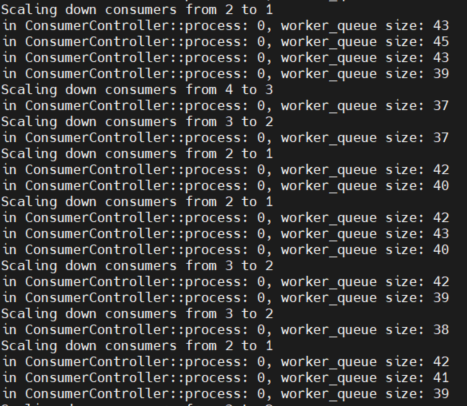 Scaling down consumers from 2 to 1
in ConsumerController::process: 0, worker_queue size: 43
in ConsumerController::process: 0, worker_queue size: 45
in ConsumerController::process: 0, worker_queue size: 43
in ConsumerController::process: 0, worker_queue size: 39
Scaling down consumers from 4 to 3
in ConsumerController::process: 0, worker_queue size: 37
Scaling down consumers from 3 to 2
in ConsumerController::process: 0, worker_queue size: 37
Scaling down consumers from 2 to 1
in ConsumerController::process: 0, worker_queue size: 42
in ConsumerController::process: 0, worker_queue size: 40
Scaling down consumers from 2 to 1
in ConsumerController::process: 0, worker_queue size: 42
in ConsumerController::process: 0, worker_queue size: 43
in ConsumerController::process: 0, worker_queue size: 40
Scaling down consumers from 3 to 2
in ConsumerController::process: 0, worker_queue size: 42
in ConsumerController::process: 0, worker_queue size: 39
Scaling down consumers from 3 to 2
in ConsumerController::process: 0, worker_queue size: 38
Scaling down consumers from 2 to 1
in ConsumerController::process: 0, worker_queue size: 42
in ConsumerController::process: 0, worker_queue size: 41
in ConsumerController::process: 0, worker_queue size: 39